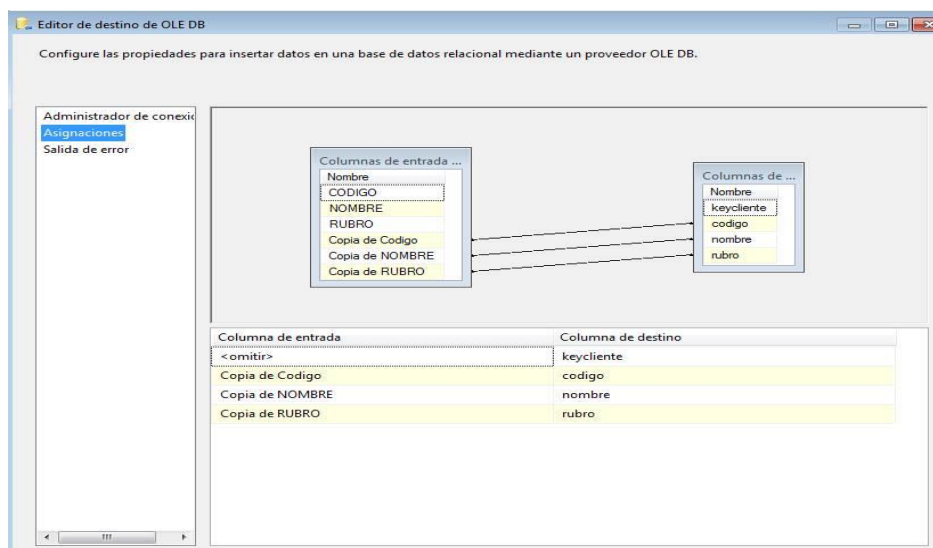 Editor de destino de OLE DB
Configure las propiedades para insertar datos en una base de datos relacional mediante un proveedor OLE DB.
Administrador de conexió
Asignaciones
Salida de error
Columnas de entrada ...
Nombre
CODIGO
NOMBRE
RUBRO
Copia de Codigo
Copia de NOMBRE
Copia de RUBRO
Columnas de ...
Nombre
keycliente
codigo
nombre
rubro
Columna de entrada Columna de destino
<omitir> keycliente
Copia de Codigo codigo
Copia de NOMBRE nombre
Copia de RUBRO rubro